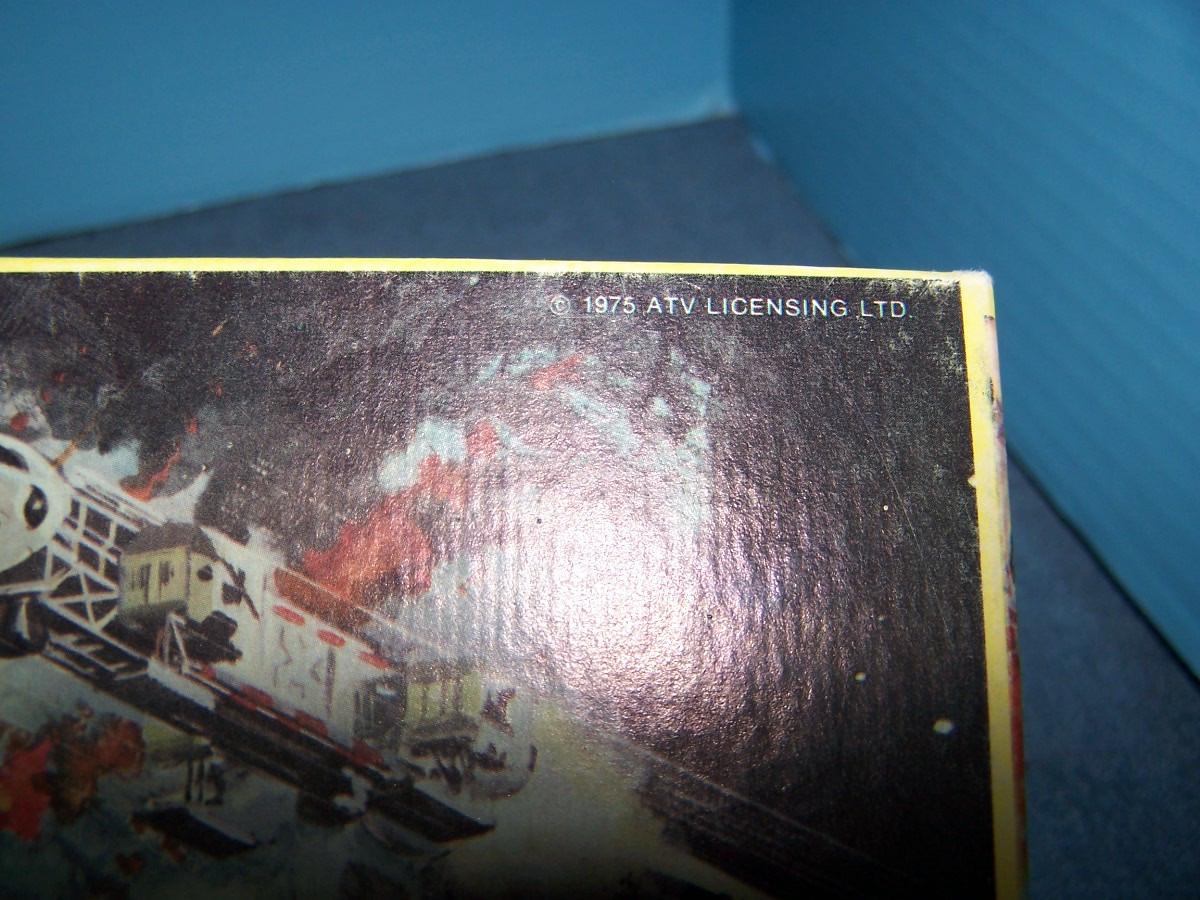 © 1975 ATV LICENSING LTD.